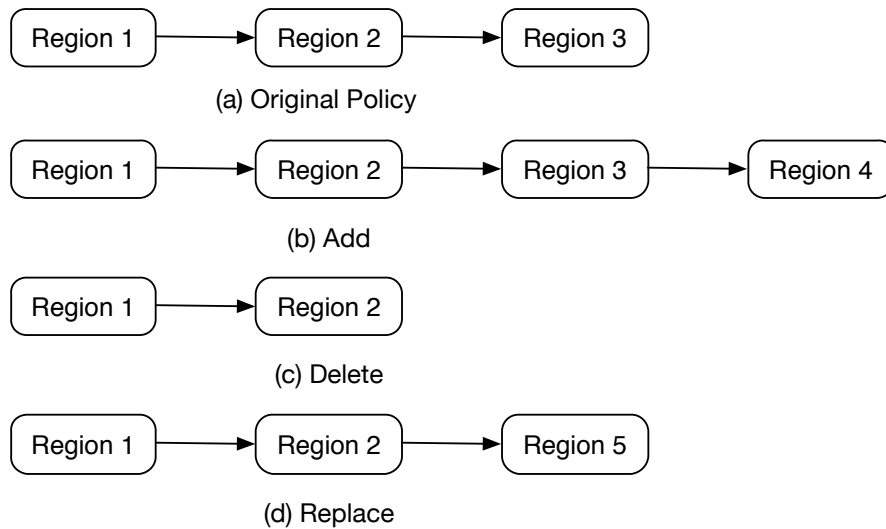 Region 1 Region 2 Region 3
(a) Original Policy
Region 1 Region 2 Region 3 Region 4
(b) Add
Region 1 Region 2
(c) Delete
Region 1 Region 2 Region 5
(d) Replace